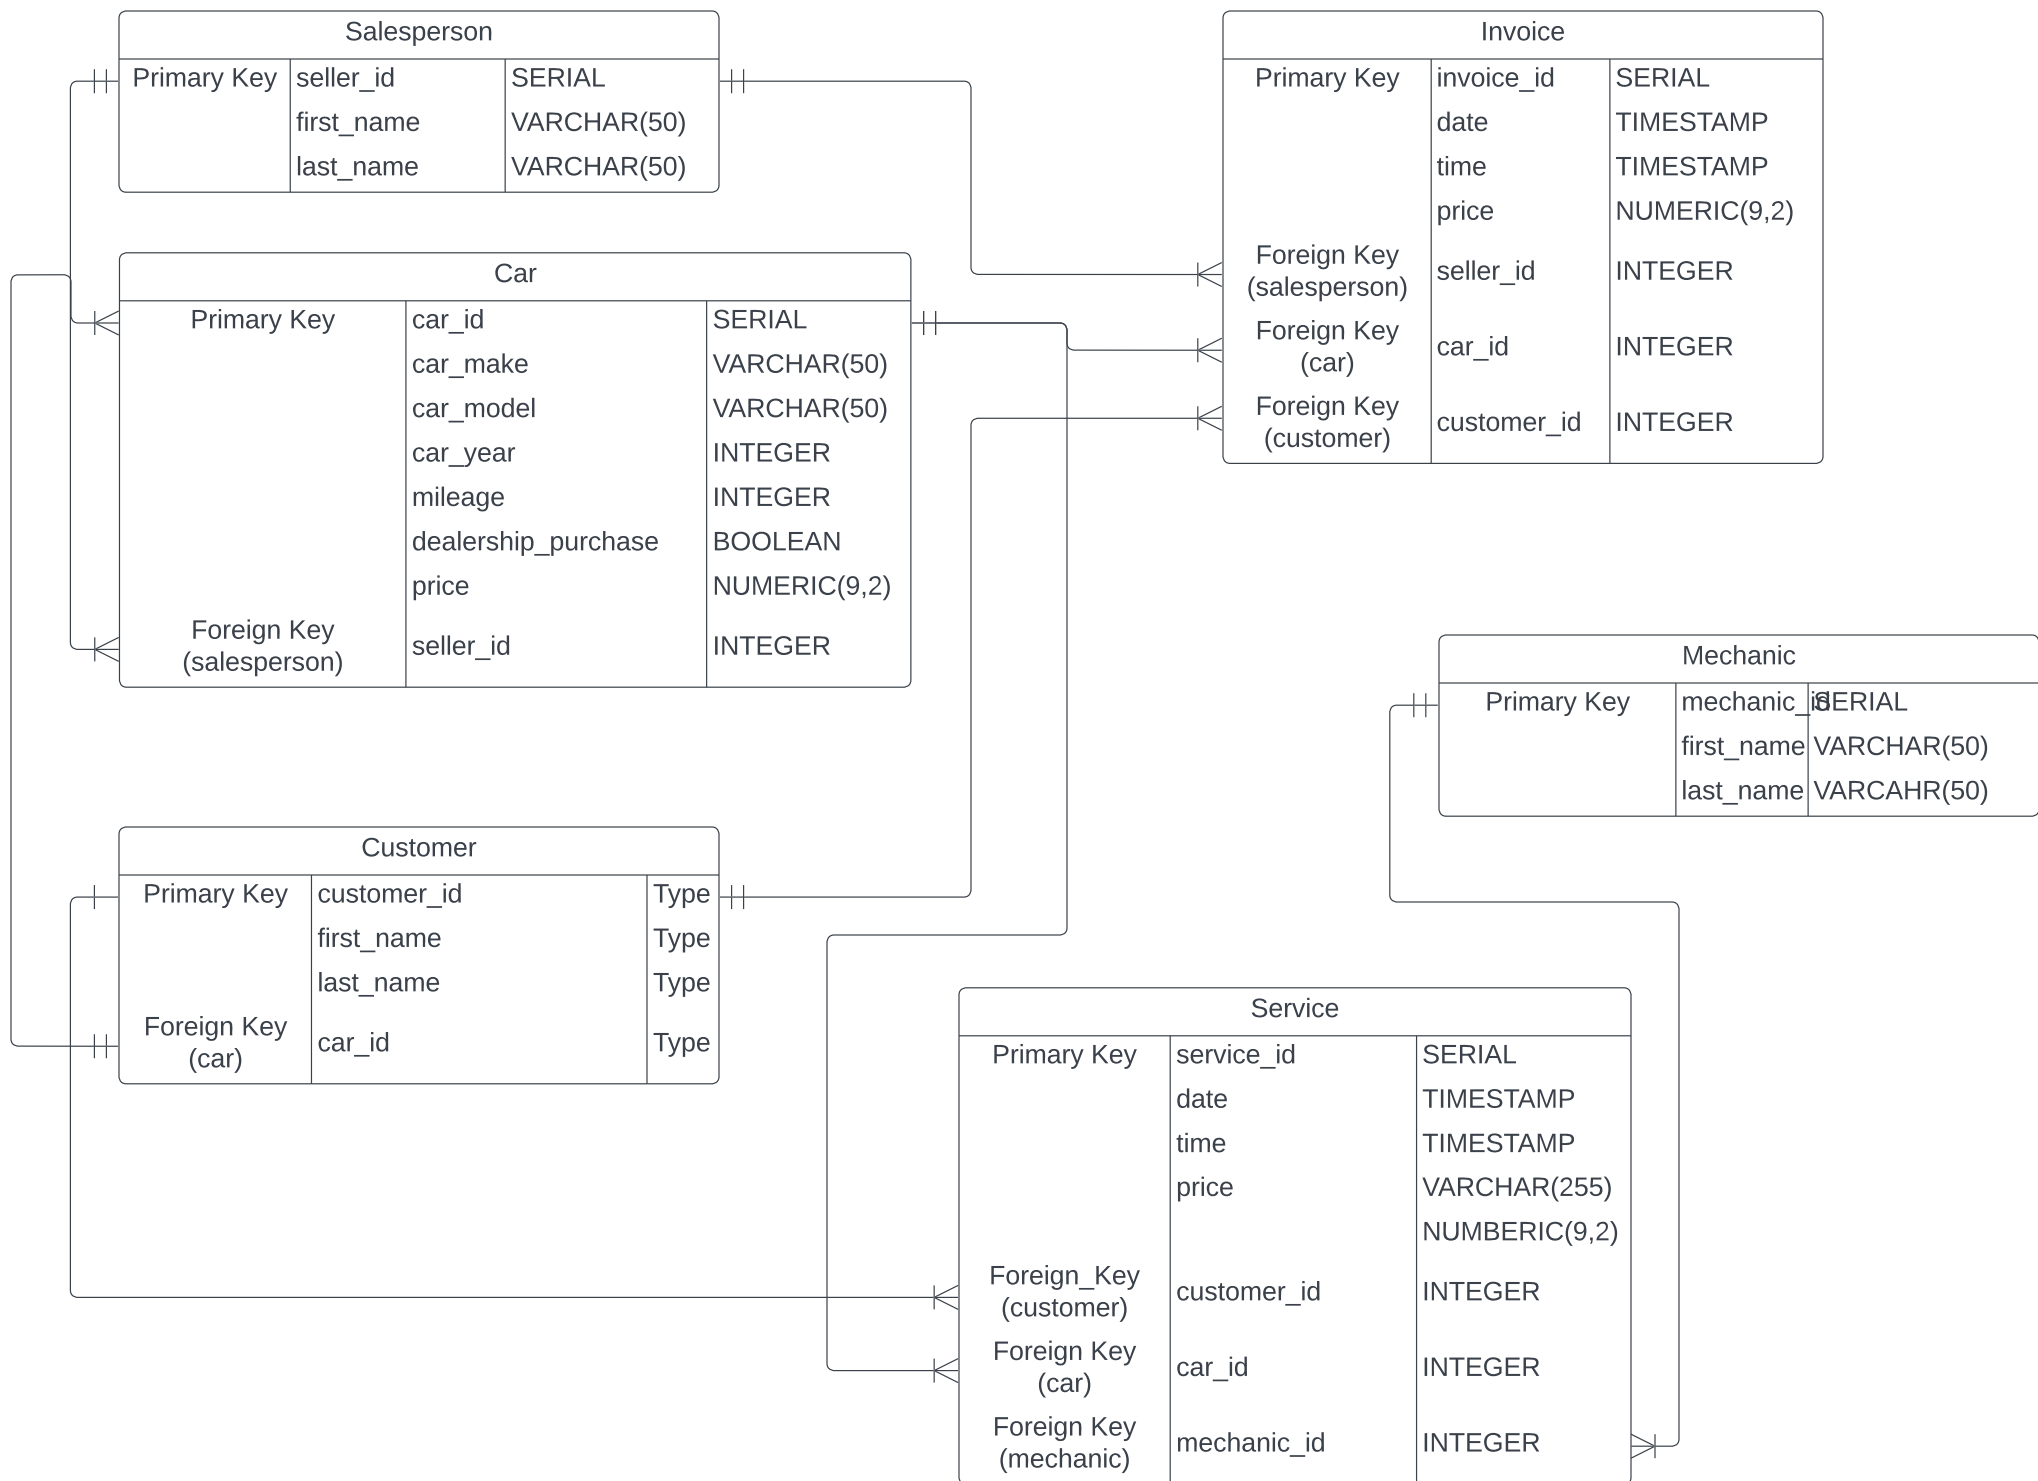 Salesperson
Primary Key seller_id SERIAL
first_name VARCHAR(50)
last_name VARCHAR(50)
Invoice
Primary Key invoice_id SERIAL
date TIMESTAMP
time TIMESTAMP
price NUMERIC(9,2)
Foreign Key
(salesperson) seller_id INTEGER
Foreign Key
(car) car_id INTEGER
Foreign Key
(customer) customer_id INTEGER
Car
Primary Key car_id SERIAL
car_make VARCHAR(50)
car_model VARCHAR(50)
car_year INTEGER
mileage INTEGER
dealership_purchase BOOLEAN
price NUMERIC(9,2)
Foreign Key
(salesperson) seller_id INTEGER
Mechanic
Primary Key mechanic_id SERIAL
first_name VARCHAR(50)
last_name VARCAHR(50)
Customer
Primary Key customer_id Type
first_name Type
last_name Type
Foreign Key
(car) car_id Type
Service
Primary Key service_id SERIAL
date TIMESTAMP
time TIMESTAMP
price VARCHAR(255)
NUMBERIC(9,2)
Foreign_Key
(customer) customer_id INTEGER
Foreign Key
(car) car_id INTEGER
Foreign Key
(mechanic) mechanic_id INTEGER